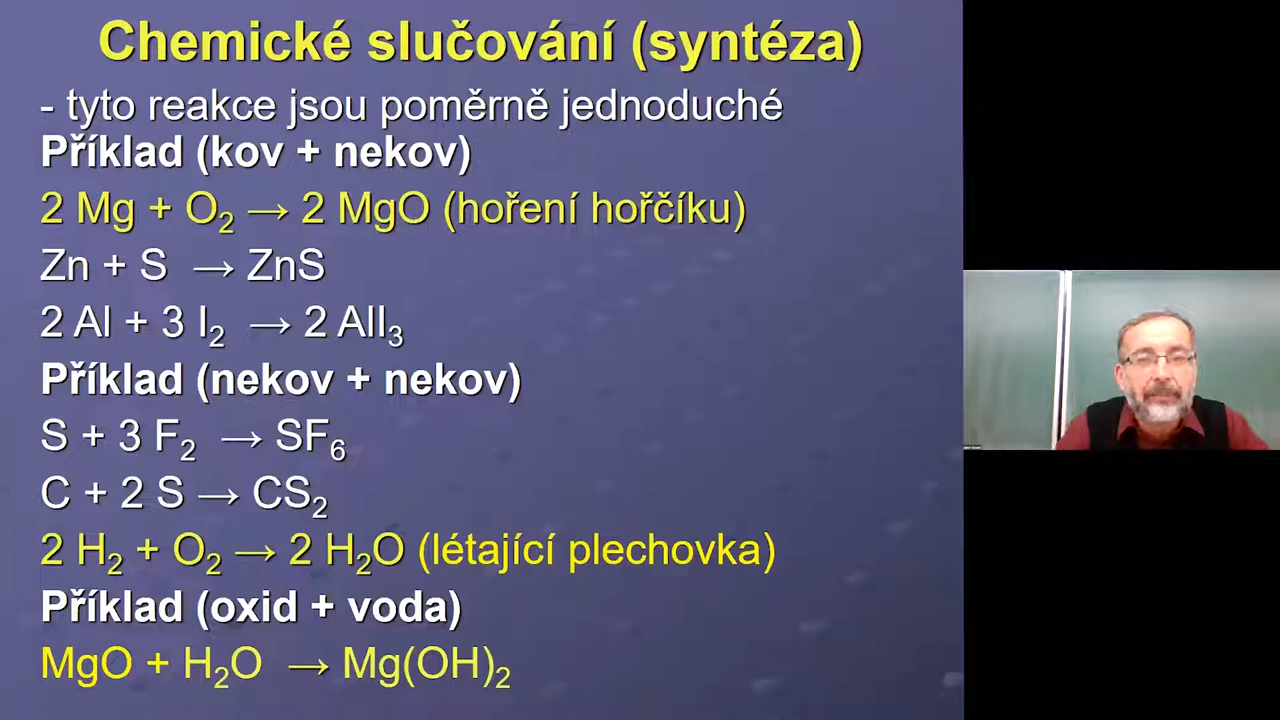 Chemické slučování (syntéza)
- tyto reakce jsou poměrně jednoduché
Příklad (kov + nekov)
2 Mg + O₂ → 2 MgO (hoření hořčíku)
Zn + S → ZnS
2 Al + 3 I₂ → 2 AlI₃
Příklad (nekov + nekov)
S + 3 F₂ → SF₆
C + 2 S → CS₂
2 H₂ + O₂ → 2 H₂O (létající plechovka)
Příklad (oxid + voda)
MgO + H₂O → Mg(OH)₂